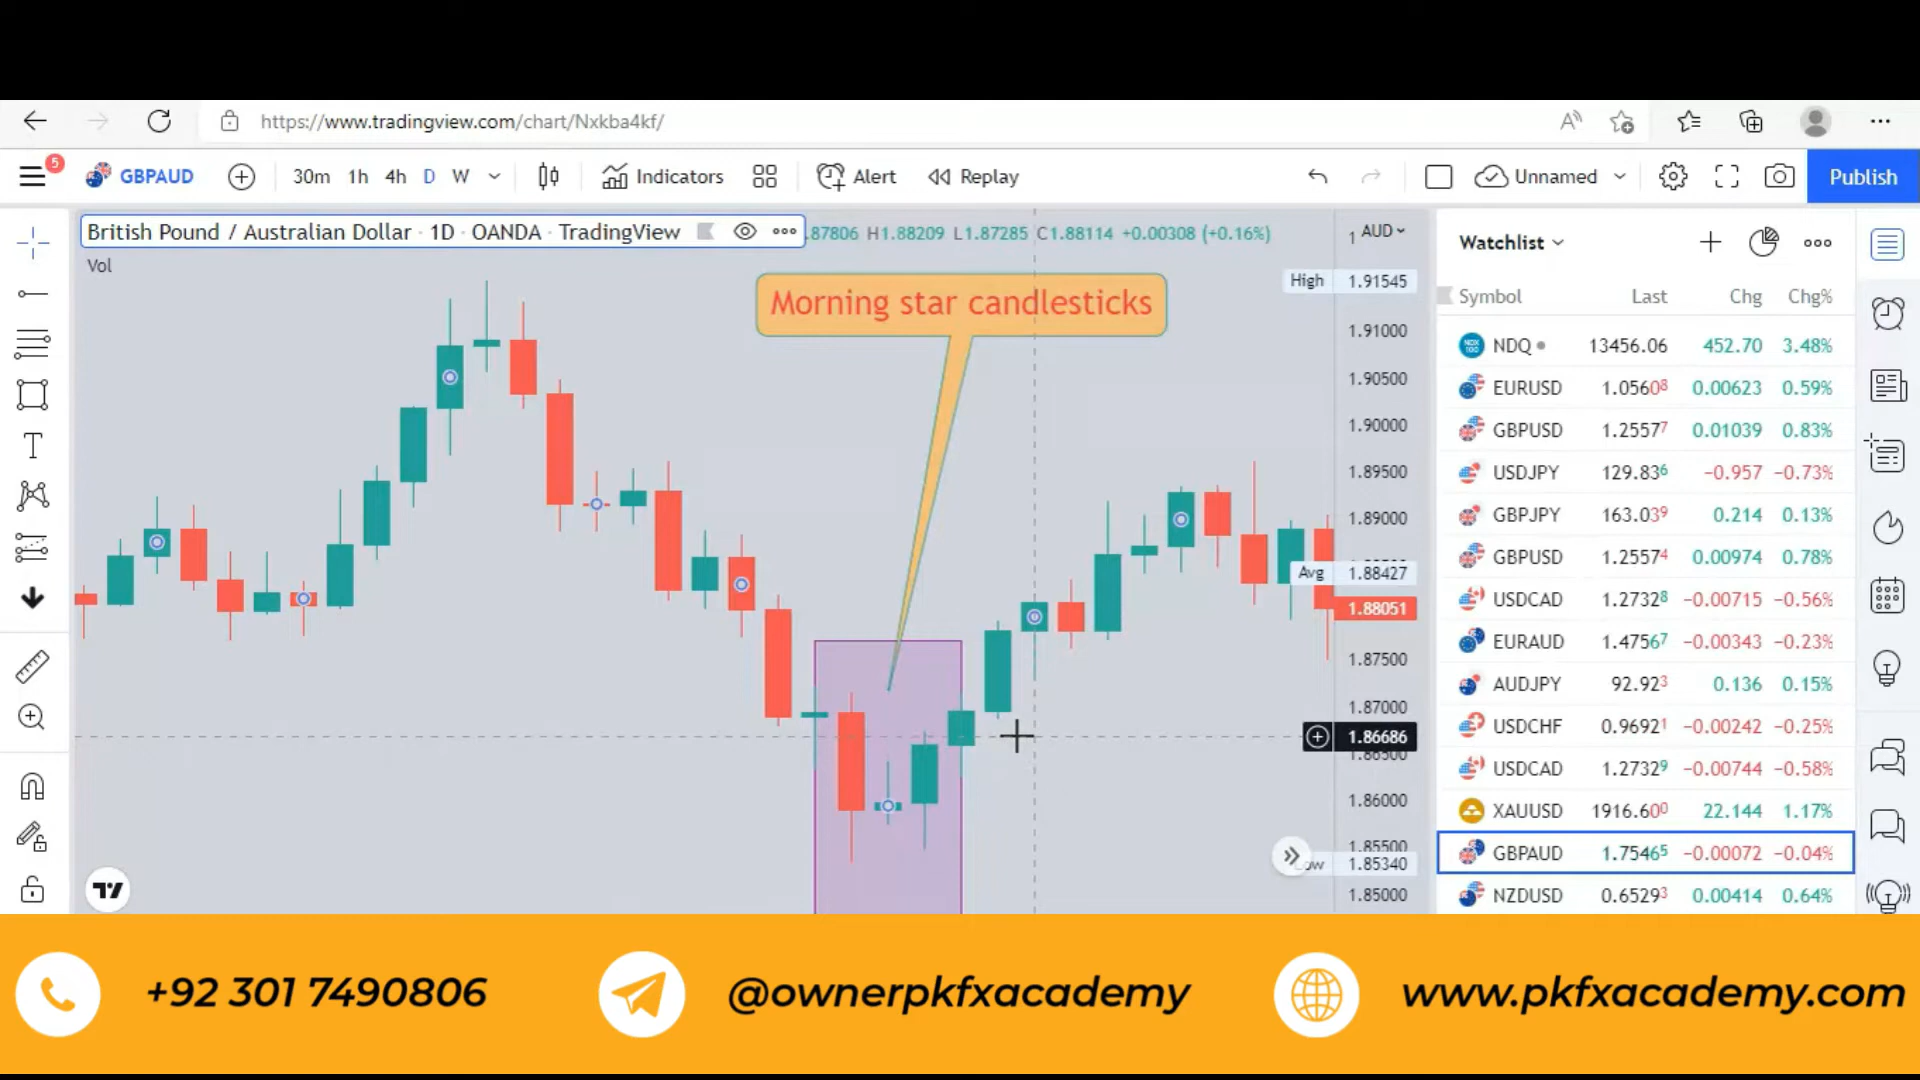 https://www.tradingview.com/chart/Nxkba4kf/
5
GBPAUD 30m 1h 4h D W Indicators Alert Replay Unnamed Publish
British Pound / Australian Dollar · 1D · OANDA · TradingView .87806 H1.88209 L1.87285 C1.88114 +0.00308 (+0.16%)
Vol
1 AUD
Morning star candlesticks
High 1.91545
1.91000
1.90500
1.90000
1.89500
1.89000
Avg 1.88427
1.88051
1.87500
1.87000
1.86686
1.86500
1.86000
1.85500
Low 1.85340
1.85000
Watchlist
Symbol Last Chg Chg%
NDQ 13456.06 452.70 3.48%
EURUSD 1.05608 0.00623 0.59%
GBPUSD 1.25577 0.01039 0.83%
USDJPY 129.836 −0.957 −0.73%
GBPJPY 163.039 0.214 0.13%
GBPUSD 1.25574 0.00974 0.78%
USDCAD 1.27328 −0.00715 −0.56%
EURAUD 1.47567 −0.00343 −0.23%
AUDJPY 92.923 0.136 0.15%
USDCHF 0.96921 −0.00242 −0.25%
USDCAD 1.27329 −0.00744 −0.58%
XAUUSD 1916.600 22.144 1.17%
GBPAUD 1.75465 −0.00072 −0.04%
NZDUSD 0.65293 0.00414 0.64%
+92 301 7490806
@ownerpkfxacademy
www.pkfxacademy.com